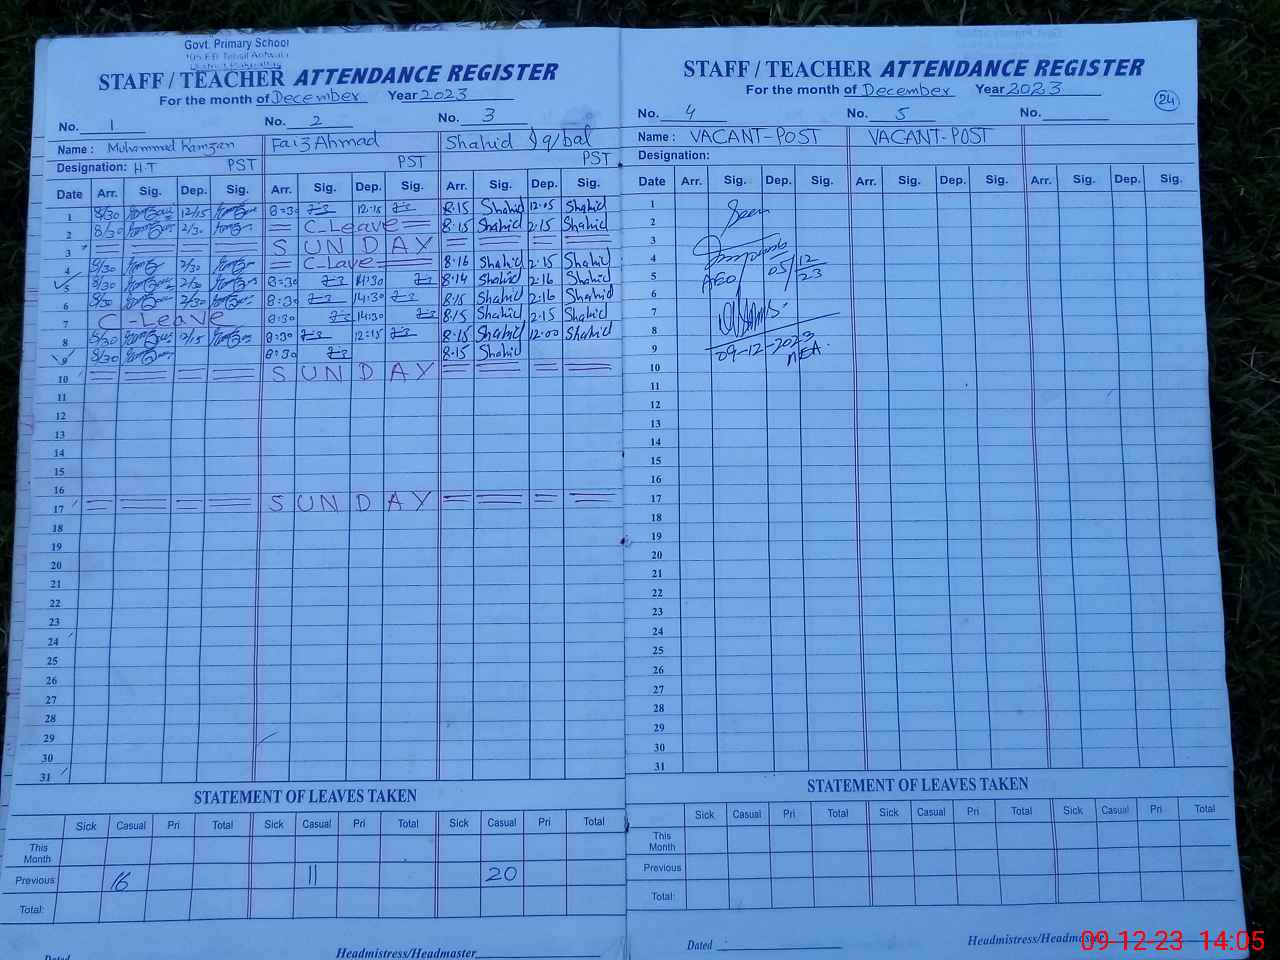 Govt. Primary School
STAFF / TEACHER ATTENDANCE REGISTER
For the month of December Year 2023
No. 1 No. 2 No. 3
Name : Muhammad Ramzan Faiz Ahmad Shahid Iqbal
Designation: H.T PST PST PST
Date Arr. Sig. Dep. Sig. Arr. Sig. Dep. Sig. Arr. Sig. Dep. Sig.
1 8/30 12/15 8=30 12:15 8·15 Shahid 12·05 Shahid
2 8/30 2/30 C-Leave 8·15 Shahid 2·15 Shahid
3 SUNDAY
4 8/30 2/30 C-Lave 8·16 Shahid 2·15 Shahid
5 8/30 2/30 8=30 14:30 8·14 Shahid 2·16 Shahid
6 8/30 2/30 8=30 14:30 8·15 Shahid 2·16 Shahid
7 C-Leave 8=30 14:30 8·15 Shahid 2·15 Shahid
8 8/30 12/15 8=30 12=15 8·15 Shahid 12·00 Shahid
9 8/30 8=30 8·15 Shahid
10 SUNDAY
11
12
13
14
15
16
17 SUNDAY
18
19
20
21
22
23
24
25
26
27
28
29
30
31
STATEMENT OF LEAVES TAKEN
Sick Casual Pri Total Sick Casual Pri Total Sick Casual Pri Total
This Month
Previous 16 11 20
Total:
Dated Headmistress/Headmaster
STAFF / TEACHER ATTENDANCE REGISTER
For the month of December Year 2023
24
No. 4 No. 5 No.
Name : VACANT-POST VACANT-POST
Designation:
Date Arr. Sig. Dep. Sig. Arr. Sig. Dep. Sig. Arr. Sig. Dep. Sig.
1 Seen
2
3
4
5 AEO 05/12/23
6
7
8
9 09-12-2023 MEA.
10
11
12
13
14
15
16
17
18
19
20
21
22
23
24
25
26
27
28
29
30
31
STATEMENT OF LEAVES TAKEN
Sick Casual Pri Total Sick Casual Pri Total Sick Casual Pri Total
This Month
Previous
Total:
Dated Headmistress/Headmaster
09-12-23 14:05